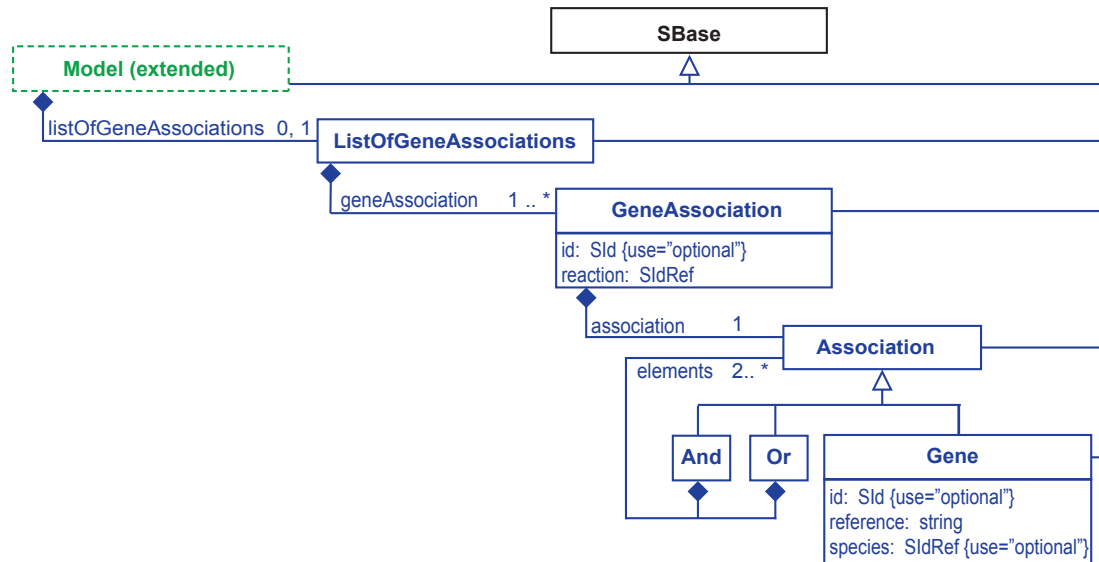 SBase
Model (extended)
listOfGeneAssociations 0, 1
ListOfGeneAssociations
geneAssociation 1 .. *
GeneAssociation
id: SId {use=”optional”}
reaction: SIdRef
association 1
Association
elements 2.. *
And
Or
Gene
id: SId {use=”optional”}
reference: string
species: SIdRef {use=”optional”}